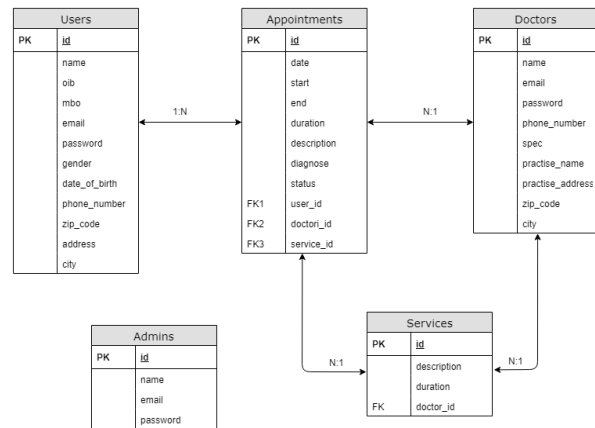 Users
PK id
name
oib
mbo
email
password
gender
date_of_birth
phone_number
zip_code
address
city
1:N
Appointments
PK id
date
start
end
duration
description
diagnose
status
FK1 user_id
FK2 doctori_id
FK3 service_id
N:1
Doctors
PK id
name
email
password
phone_number
spec
practise_name
practise_address
zip_code
city
Admins
PK id
name
email
password
N:1
Services
PK id
description
duration
FK doctor_id
N:1